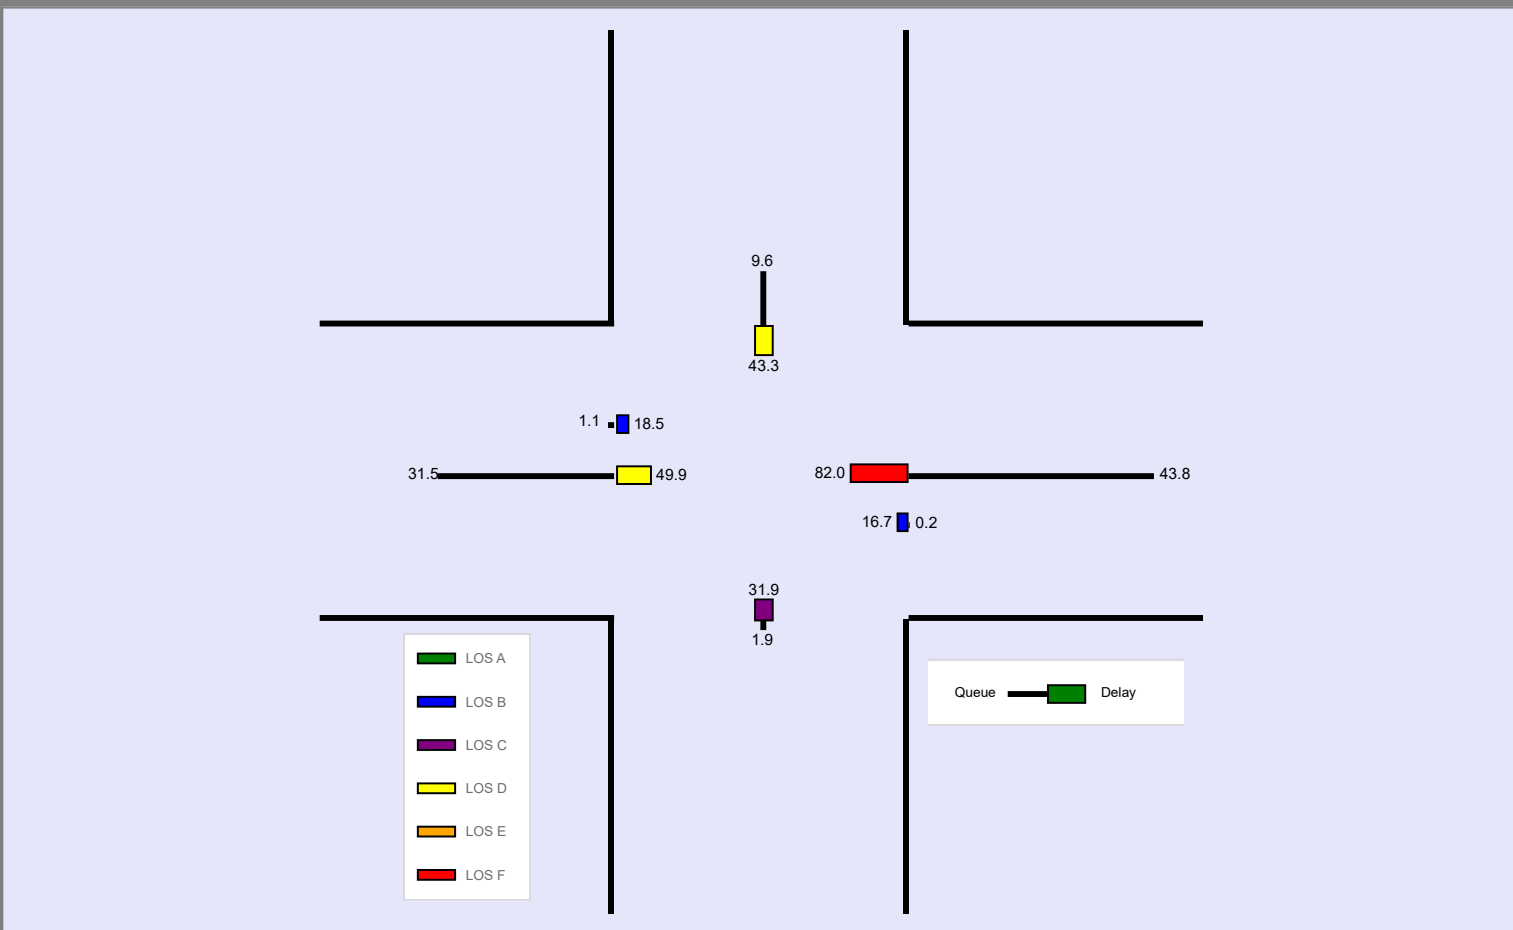 9.6
43.3
1.1 18.5
31.5 49.9 82.0 43.8
16.7 0.2
31.9
1.9
LOS A
LOS B
LOS C
LOS D
LOS E
LOS F
Queue Delay